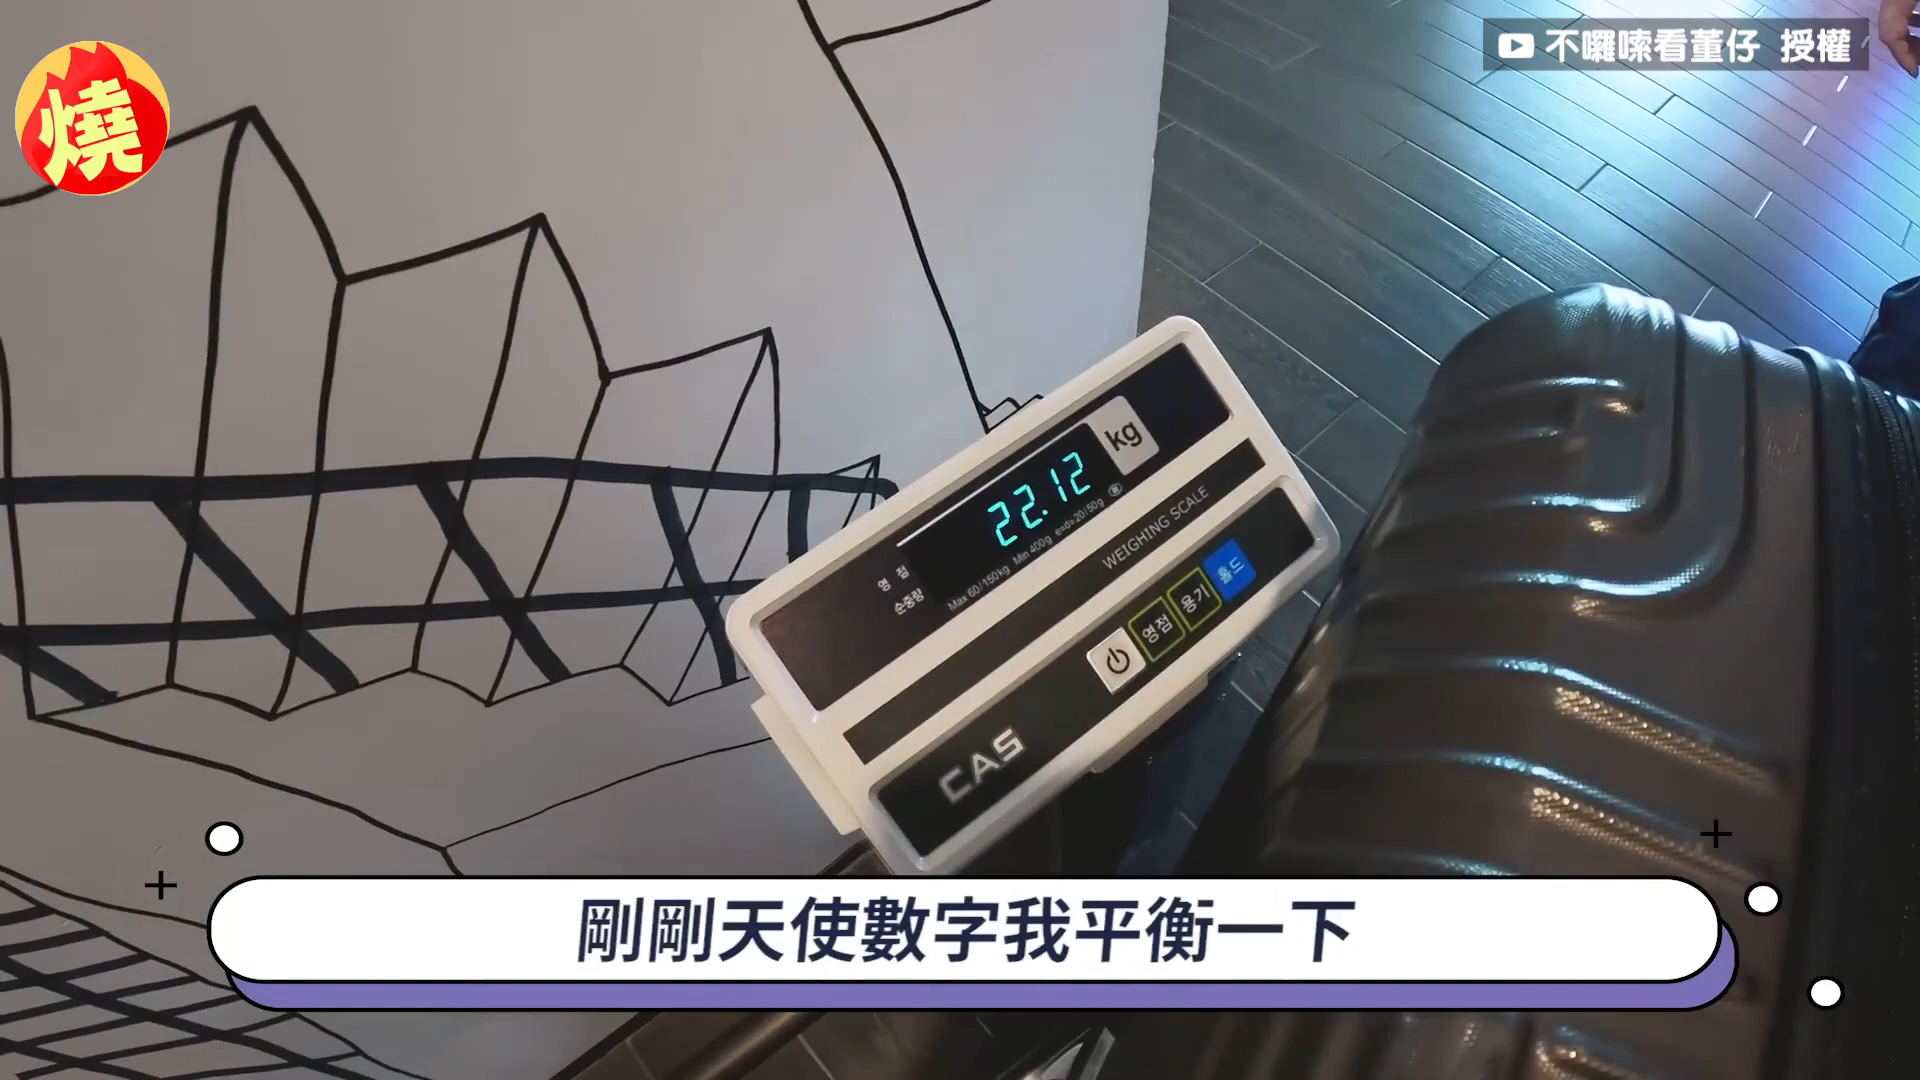 燒
不囉嗦看董仔 授權
kg
22.12
영 점
순중량
Max 60/150kg Min 400g e=d=20/50g
WEIGHING SCALE
영점
용기
홀드
CAS
剛剛天使數字我平衡一下